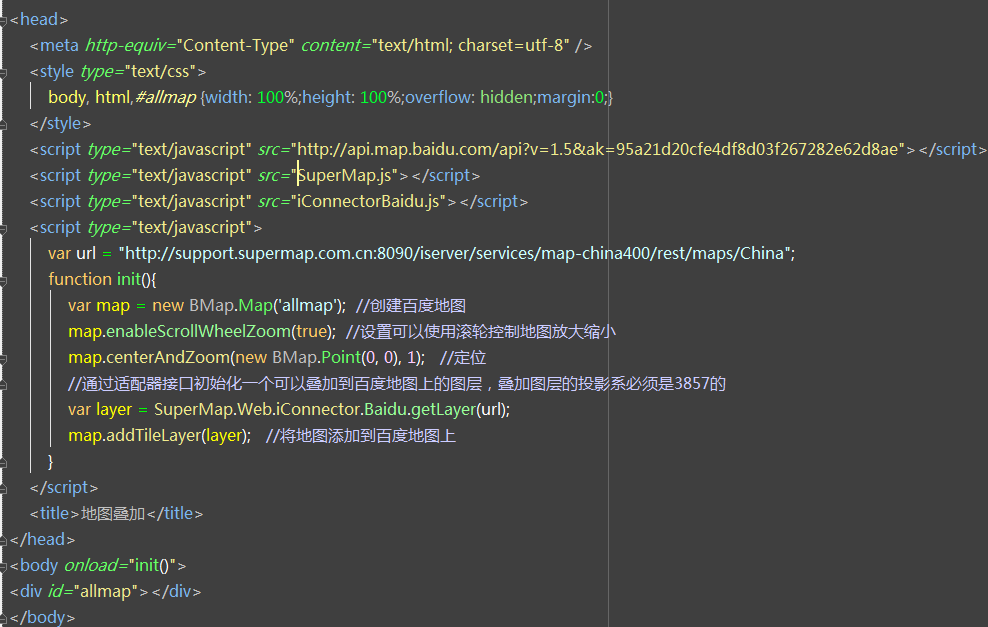 <head>
<meta http-equiv="Content-Type" content="text/html; charset=utf-8" />
<style type="text/css">
body, html,#allmap {width: 100%;height: 100%;overflow: hidden;margin:0;}
</style>
<script type="text/javascript" src="http://api.map.baidu.com/api?v=1.5&ak=95a21d20cfe4df8d03f267282e62d8ae"></script>
<script type="text/javascript" src="SuperMap.js"></script>
<script type="text/javascript" src="iConnectorBaidu.js"></script>
<script type="text/javascript">
var url = "http://support.supermap.com.cn:8090/iserver/services/map-china400/rest/maps/China";
function init(){
var map = new BMap.Map('allmap');  //创建百度地图
map.enableScrollWheelZoom(true);  //设置可以使用滚轮控制地图放大缩小
map.centerAndZoom(new BMap.Point(0, 0), 1);   //定位
//通过适配器接口初始化一个可以叠加到百度地图上的图层，叠加图层的投影系必须是3857的
var layer = SuperMap.Web.iConnector.Baidu.getLayer(url);
map.addTileLayer(layer);   //将地图添加到百度地图上
}
</script>
<title>地图叠加</title>
</head>
<body onload="init()">
<div id="allmap"></div>
</body>